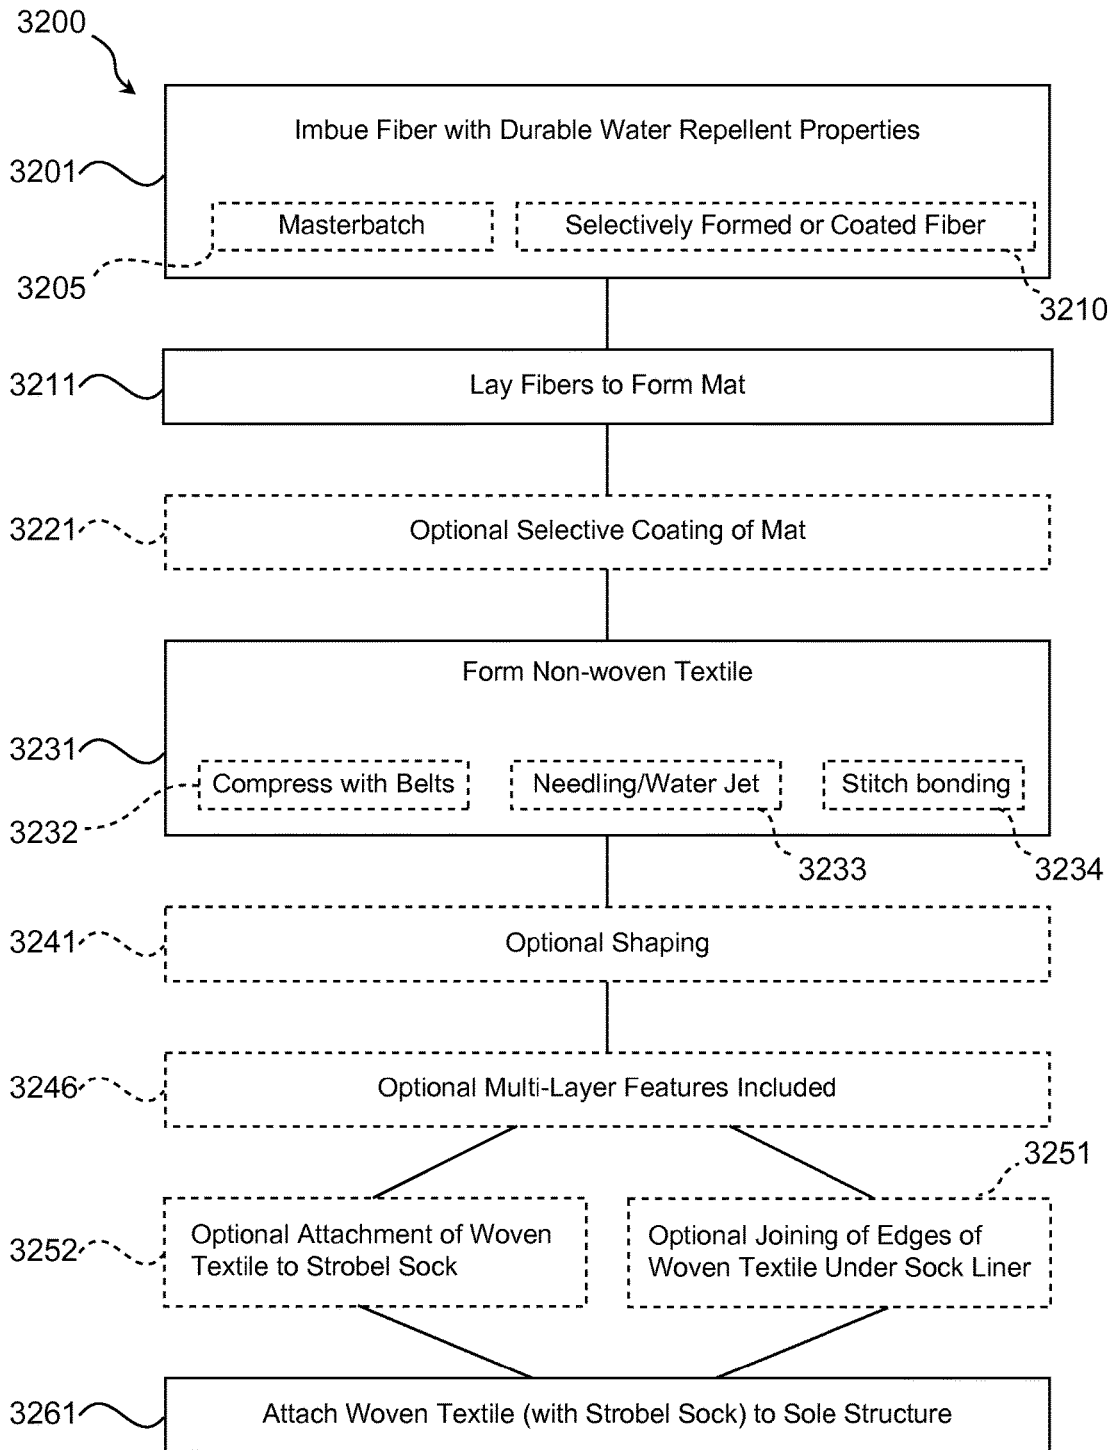 3200
Imbue Fiber with Durable Water Repellent Properties
3201
Masterbatch
Selectively Formed or Coated Fiber
3205
3210
3211
Lay Fibers to Form Mat
3221
Optional Selective Coating of Mat
Form Non-woven Textile
3231
Compress with Belts
Needling/Water Jet
Stitch bonding
3232
3233
3234
3241
Optional Shaping
3246
Optional Multi-Layer Features Included
3251
3252
Optional Attachment of Woven
Textile to Strobel Sock
Optional Joining of Edges of
Woven Textile Under Sock Liner
3261
Attach Woven Textile (with Strobel Sock) to Sole Structure